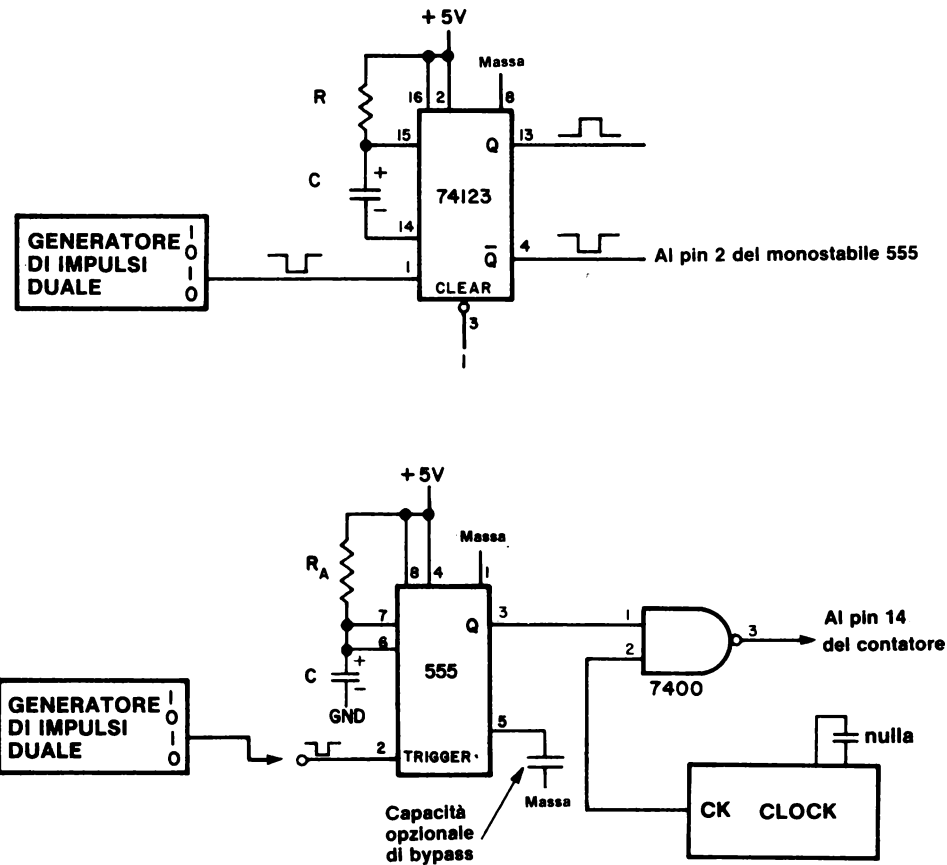 +5V
Massa
R
16
2
8
15
Q
13
C
+
-
74123
14
GENERATORE
DI IMPULSI
DUALE
1
0
1
0
1
Q
4
Al pin 2 del monostabile 555
CLEAR
3
1
+5V
Massa
RA
8
4
1
7
Q
3
1
Al pin 14
del contatore
3
6
2
C
+
-
555
7400
GND
GENERATORE
DI IMPULSI
DUALE
1
0
1
0
5
2
TRIGGER
nulla
Massa
Capacità
opzionale
di bypass
CK
CLOCK